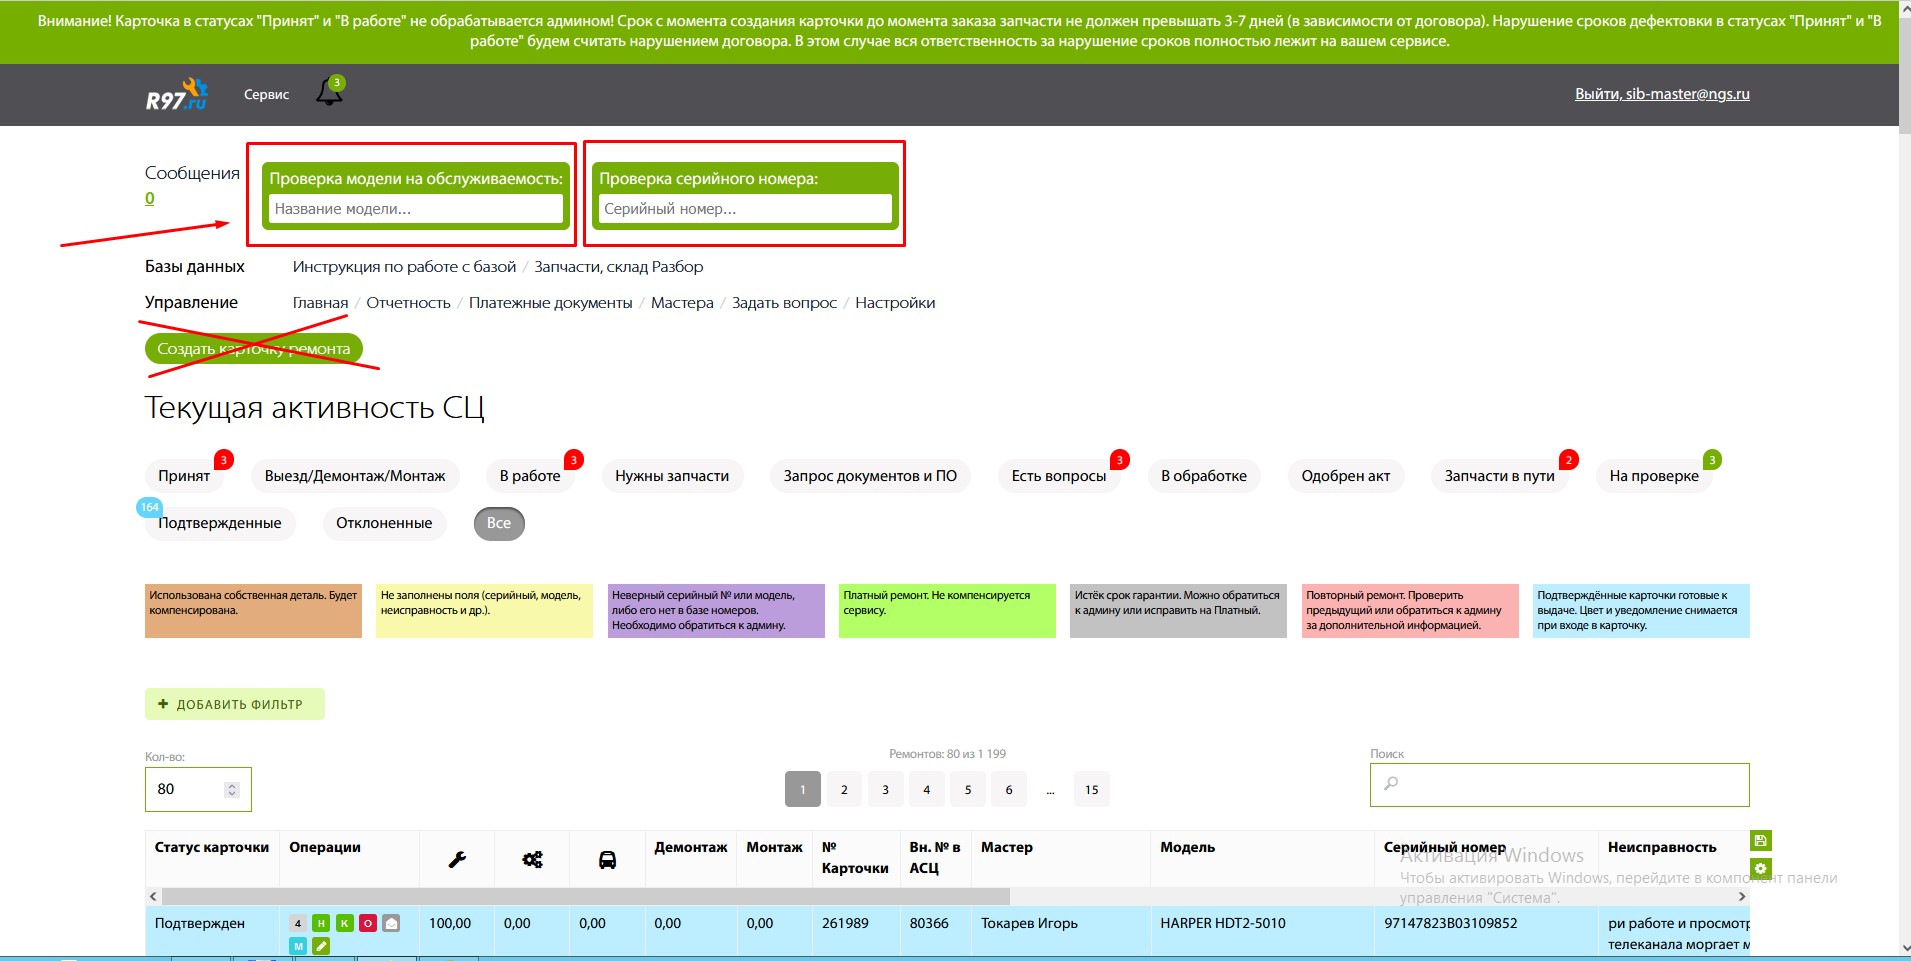 Внимание! Карточка в статусах "Принят" и "В работе" не обрабатывается админом! Срок с момента создания карточки до момента заказа запчасти не должен превышать 3-7 дней (в зависимости от договора). Нарушение сроков дефектовки в статусах "Принят" и "В
работе" будем считать нарушением договора. В этом случае вся ответственность за нарушение сроков полностью лежит на вашем сервисе.
R97.ru Сервис 3 Выйти, sib-master@ngs.ru
Сообщения
0
Проверка модели на обслуживаемость:
Название модели...
Проверка серийного номера:
Серийный номер...
Базы данных Инструкция по работе с базой / Запчасти, склад Разбор
Управление Главная / Отчетность / Платежные документы / Мастера / Задать вопрос / Настройки
Создать карточку ремонта
Текущая активность СЦ
Принят 3 Выезд/Демонтаж/Монтаж В работе 3 Нужны запчасти Запрос документов и ПО Есть вопросы 3 В обработке Одобрен акт Запчасти в пути 2 На проверке 3
164 Подтвержденные Отклоненные Все
Использована собственная деталь. Будет
компенсирована.
Не заполнены поля (серийный, модель,
неисправность и др.).
Неверный серийный № или модель,
либо его нет в базе номеров.
Необходимо обратиться к админу.
Платный ремонт. Не компенсируется
сервису.
Истёк срок гарантии. Можно обратиться
к админу или исправить на Платный.
Повторный ремонт. Проверить
предыдущий или обратиться к админу
за дополнительной информацией.
Подтверждённые карточки готовые к
выдаче. Цвет и уведомление снимается
при входе в карточку.
+ ДОБАВИТЬ ФИЛЬТР
Кол-во:
80
Ремонтов: 80 из 1 199
1 2 3 4 5 6 ... 15
Поиск
Статус карточки Операции Демонтаж Монтаж № Карточки Вн. № в АСЦ Мастер Модель Серийный номер Неисправность
Активация Windows
Чтобы активировать Windows, перейдите в компонент панели
управления "Система".
Подтвержден 4 Н К О 100,00 0,00 0,00 0,00 0,00 261989 80366 Токарев Игорь HARPER HDT2-5010 97147823B03109852 ри работе и просмотр
М телеканала моргает м